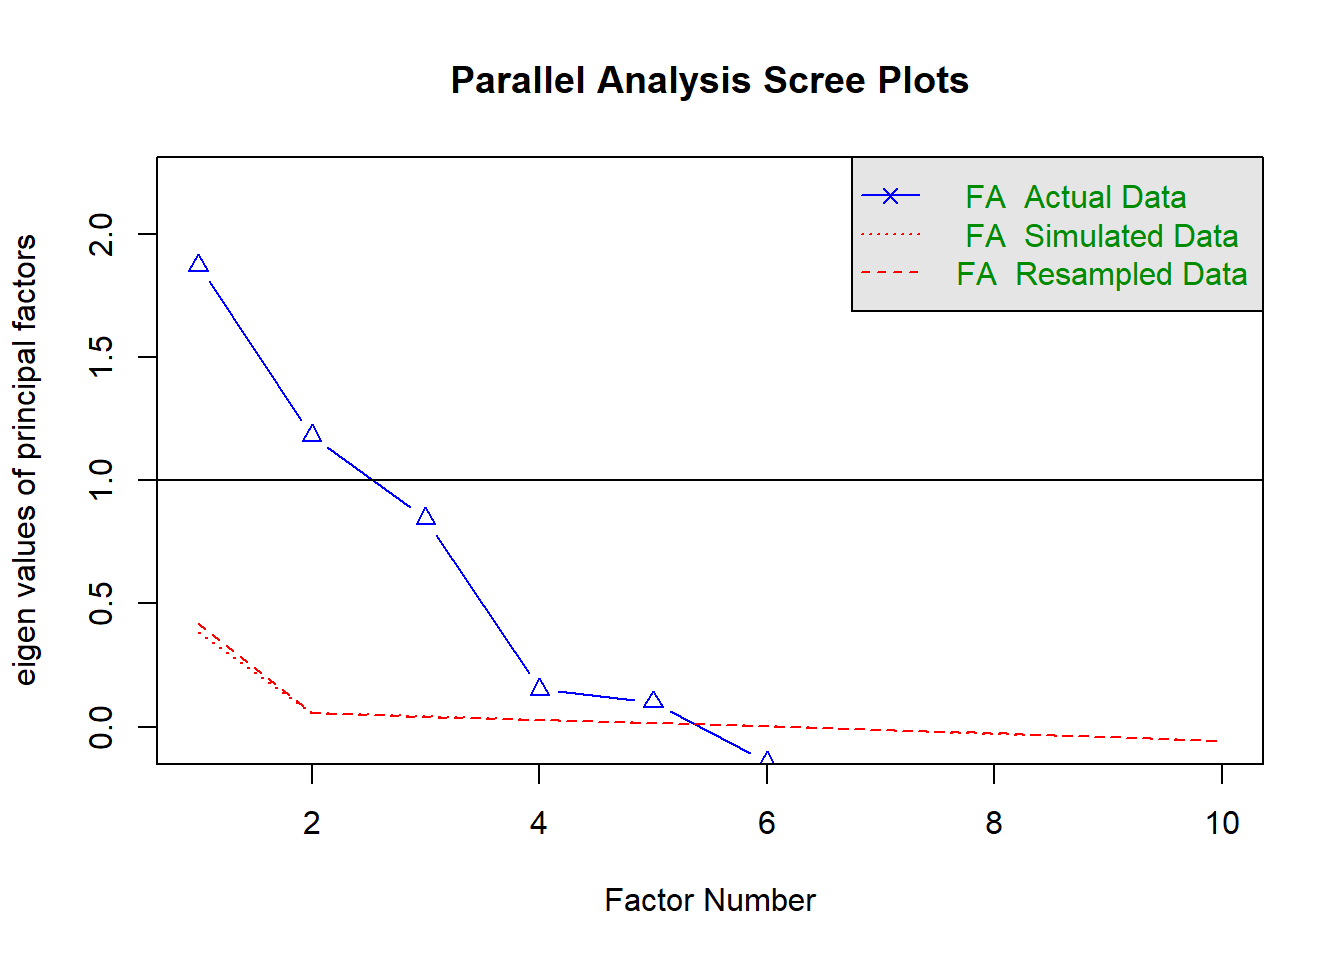 Parallel Analysis Scree Plots
FA Actual Data
FA Simulated Data
FA Resampled Data
eigen values of principal factors
2.0
1.5
1.0
0.5
0.0
2 4 6 8 10
Factor Number